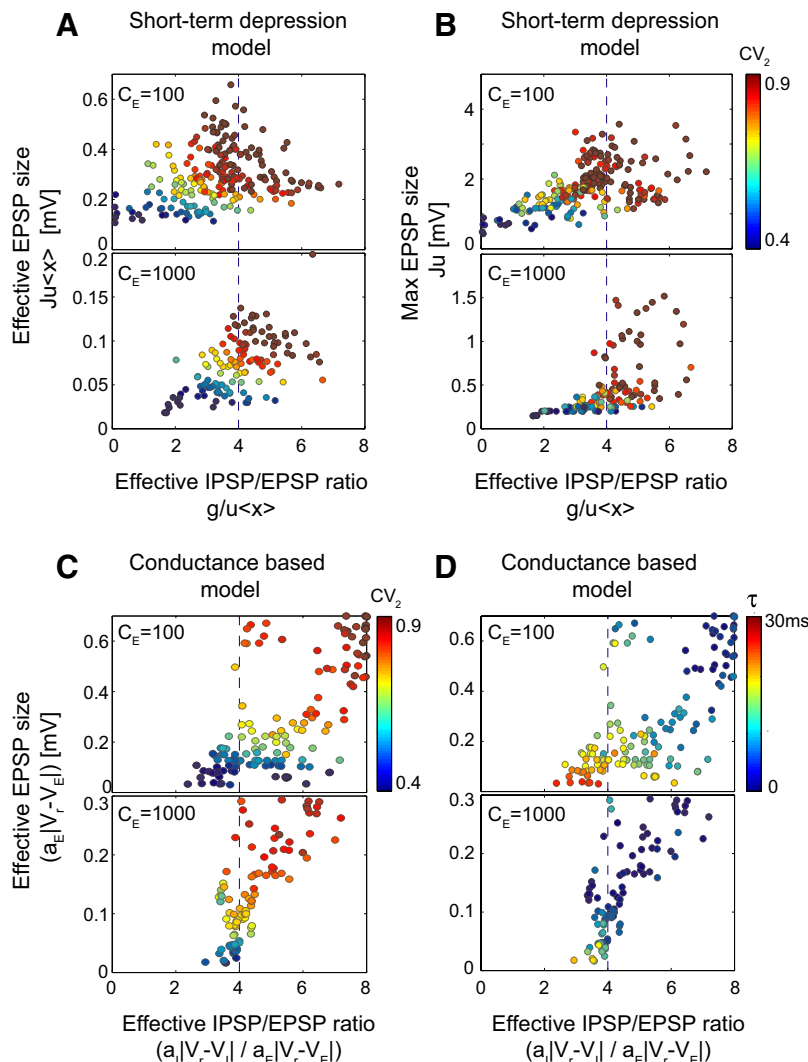 A
Short-term depression
model
B
Short-term depression
model
CV2
0.9
0.4
C_E=100
0.6
0.4
0.2
0
C_E=1000
0.2
0.15
0.1
0.05
0
0 2 4 6 8
Effective EPSP size
Ju<x> [mV]
Effective IPSP/EPSP ratio
g/u<x>
C_E=100
4
2
0
C_E=1000
1.5
1
0.5
0
0 2 4 6 8
Max EPSP size
Ju [mV]
Effective IPSP/EPSP ratio
g/u<x>
C
Conductance based
model
CV2
0.9
0.4
D
Conductance based
model
τ
30ms
0
C_E=100
0.6
0.4
0.2
0
C_E=1000
0.3
0.2
0.1
0
0 2 4 6 8
Effective EPSP size
(a_E|V_r-V_E|) [mV]
Effective IPSP/EPSP ratio
(a_I|V_r-V_I| / a_E|V_r-V_E|)
C_E=100
0.6
0.4
0.2
C_E=1000
0.3
0.2
0.1
0
0 2 4 6 8
Effective IPSP/EPSP ratio
(a_I|V_r-V_I| / a_E|V_r-V_E|)